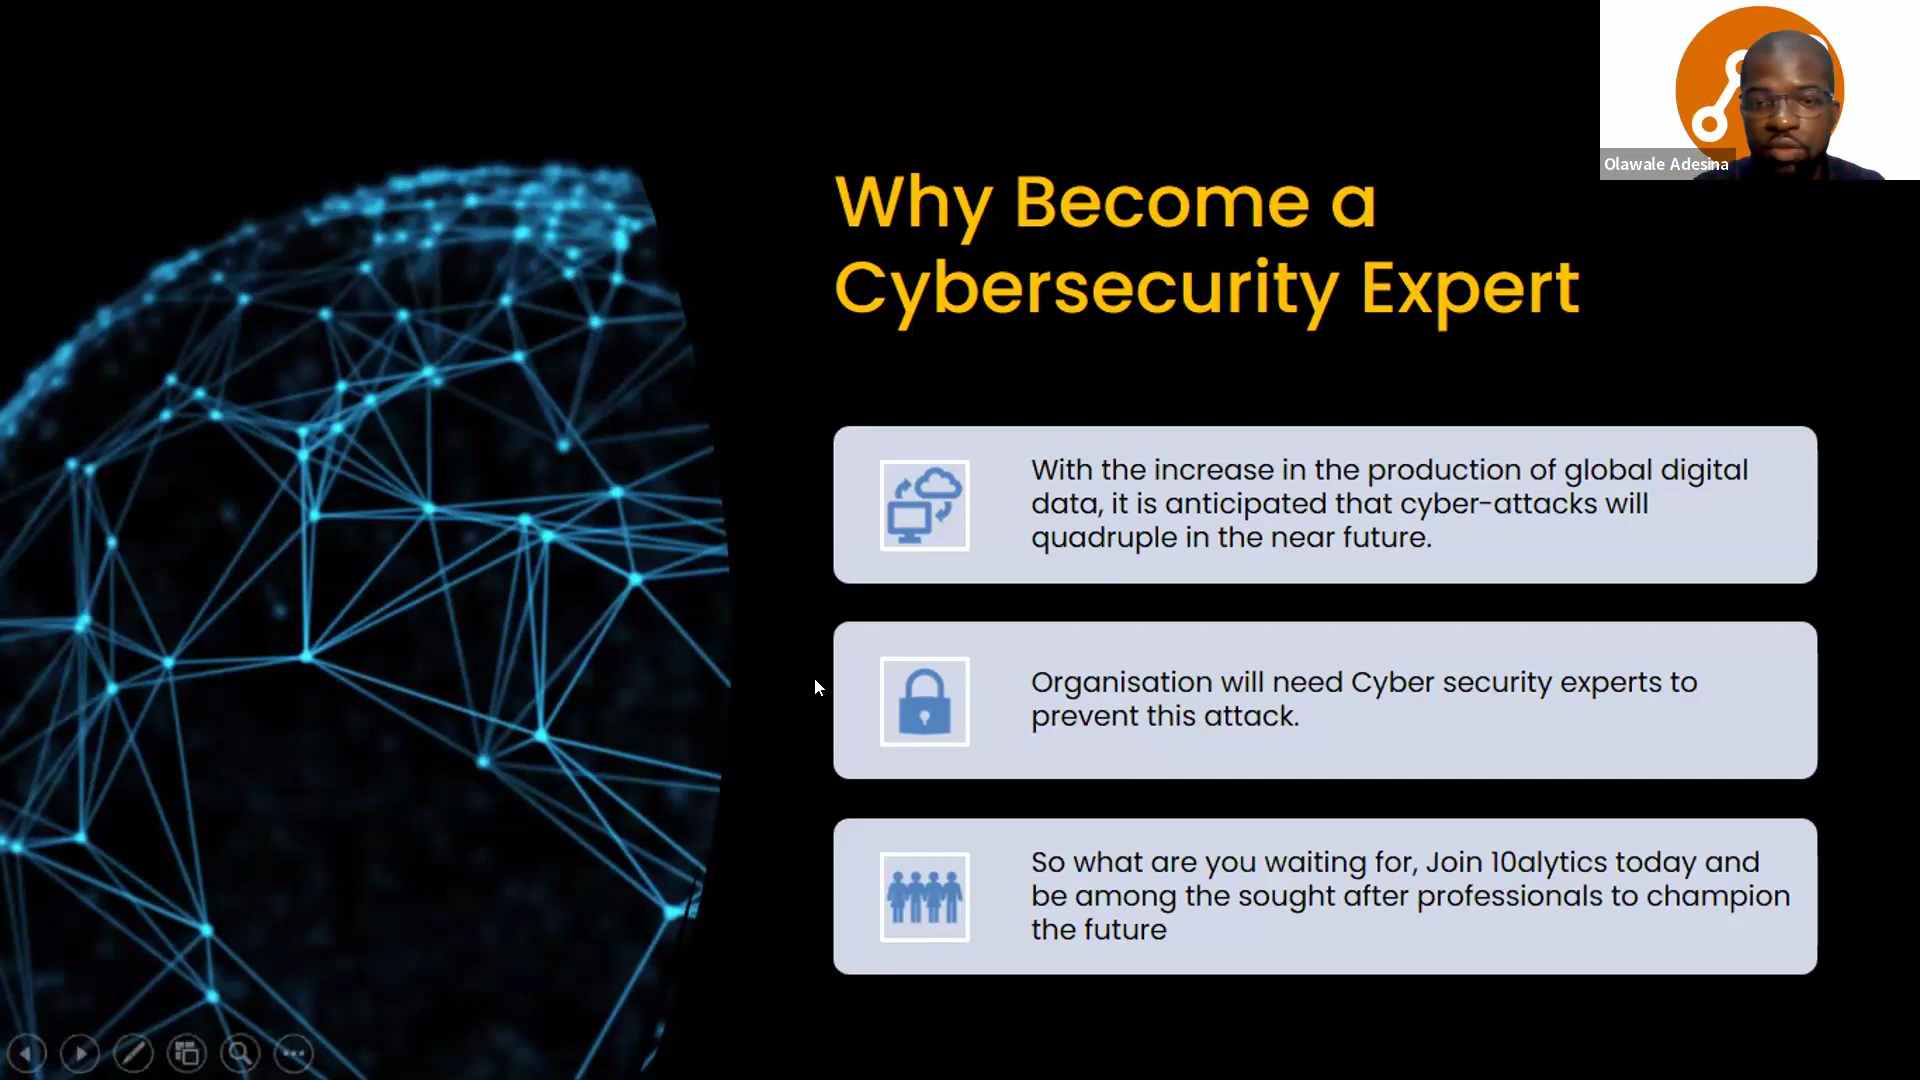 Olawale Adesina
Why Become a
Cybersecurity Expert
With the increase in the production of global digital
data, it is anticipated that cyber-attacks will
quadruple in the near future.
Organisation will need Cyber security experts to
prevent this attack.
So what are you waiting for, Join 10alytics today and
be among the sought after professionals to champion
the future